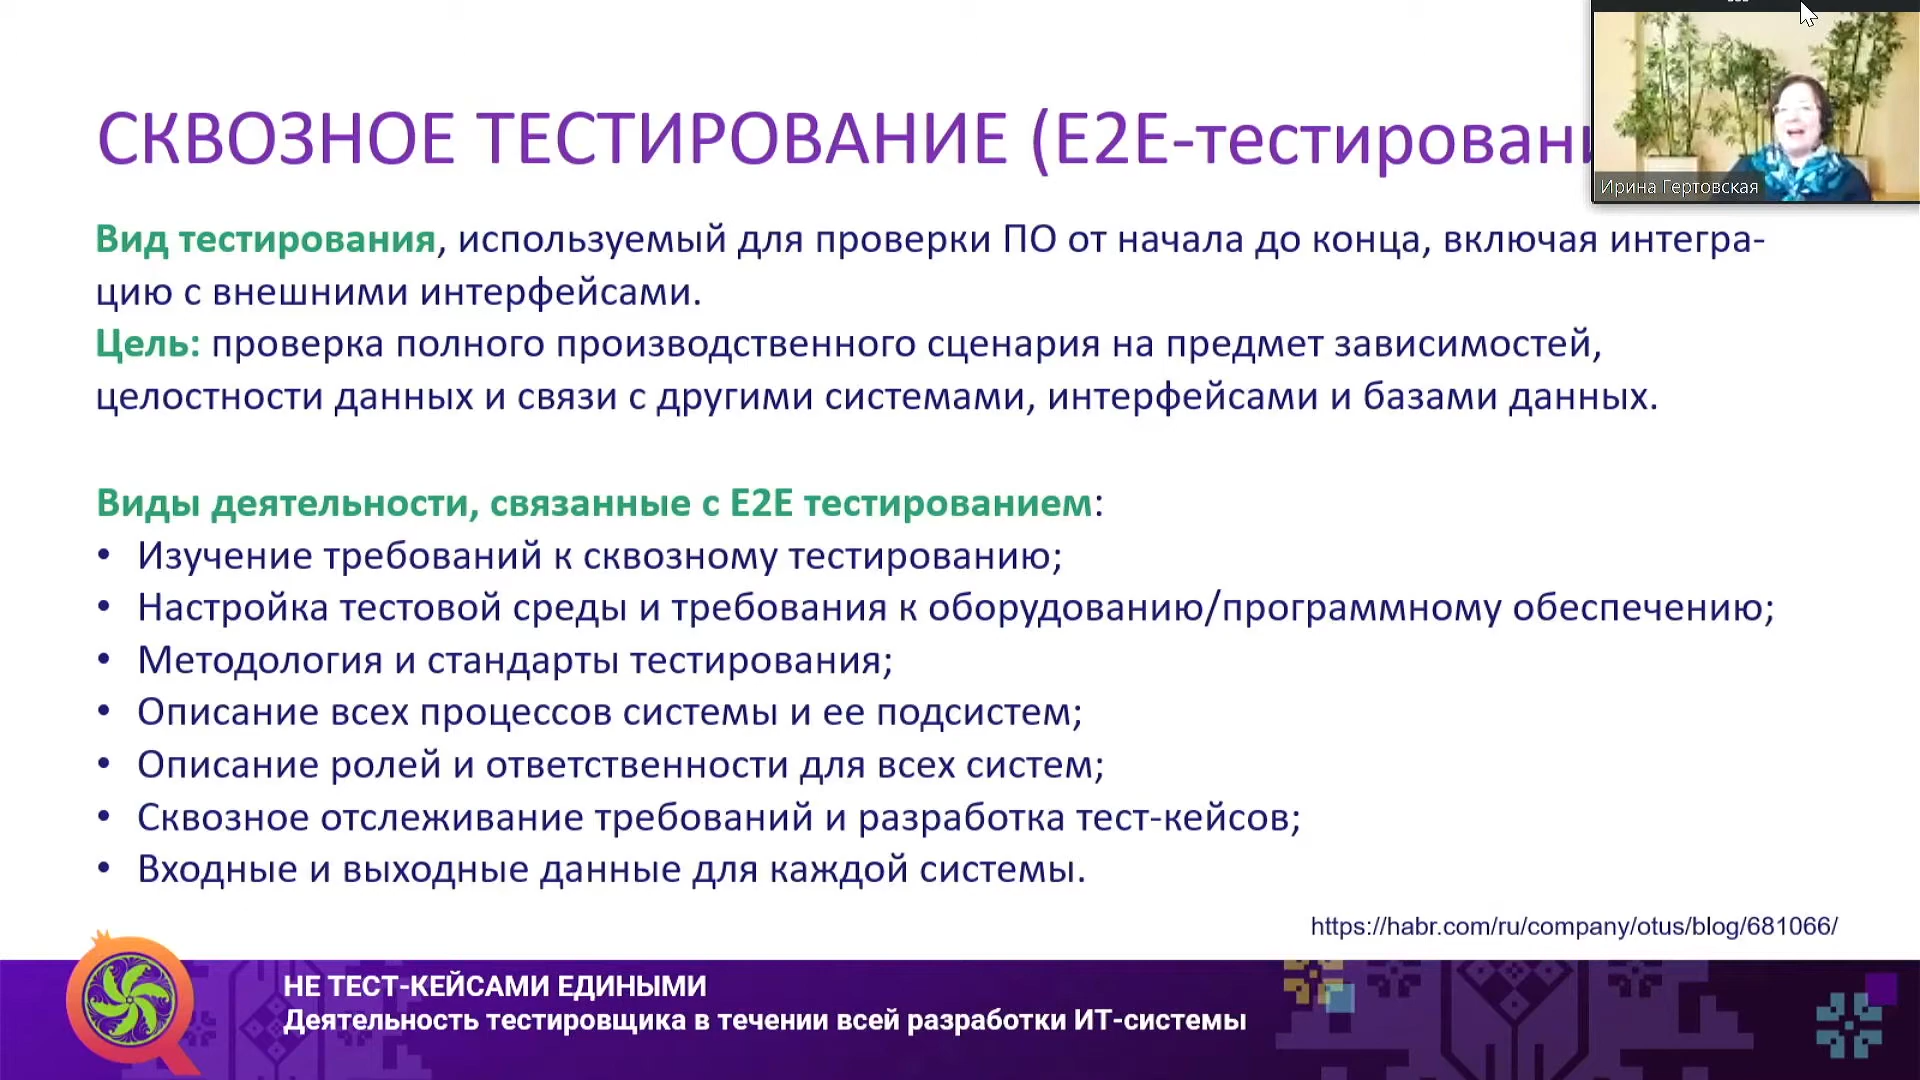 СКВОЗНОЕ ТЕСТИРОВАНИЕ (E2E-тестировани
Ирина Гертовская
Вид тестирования, используемый для проверки ПО от начала до конца, включая интегра-
цию с внешними интерфейсами.
Цель: проверка полного производственного сценария на предмет зависимостей,
целостности данных и связи с другими системами, интерфейсами и базами данных.
Виды деятельности, связанные с E2E тестированием:
• Изучение требований к сквозному тестированию;
• Настройка тестовой среды и требования к оборудованию/программному обеспечению;
• Методология и стандарты тестирования;
• Описание всех процессов системы и ее подсистем;
• Описание ролей и ответственности для всех систем;
• Сквозное отслеживание требований и разработка тест-кейсов;
• Входные и выходные данные для каждой системы.
https://habr.com/ru/company/otus/blog/681066/
НЕ ТЕСТ-КЕЙСАМИ ЕДИНЫМИ
Деятельность тестировщика в течении всей разработки ИТ-системы